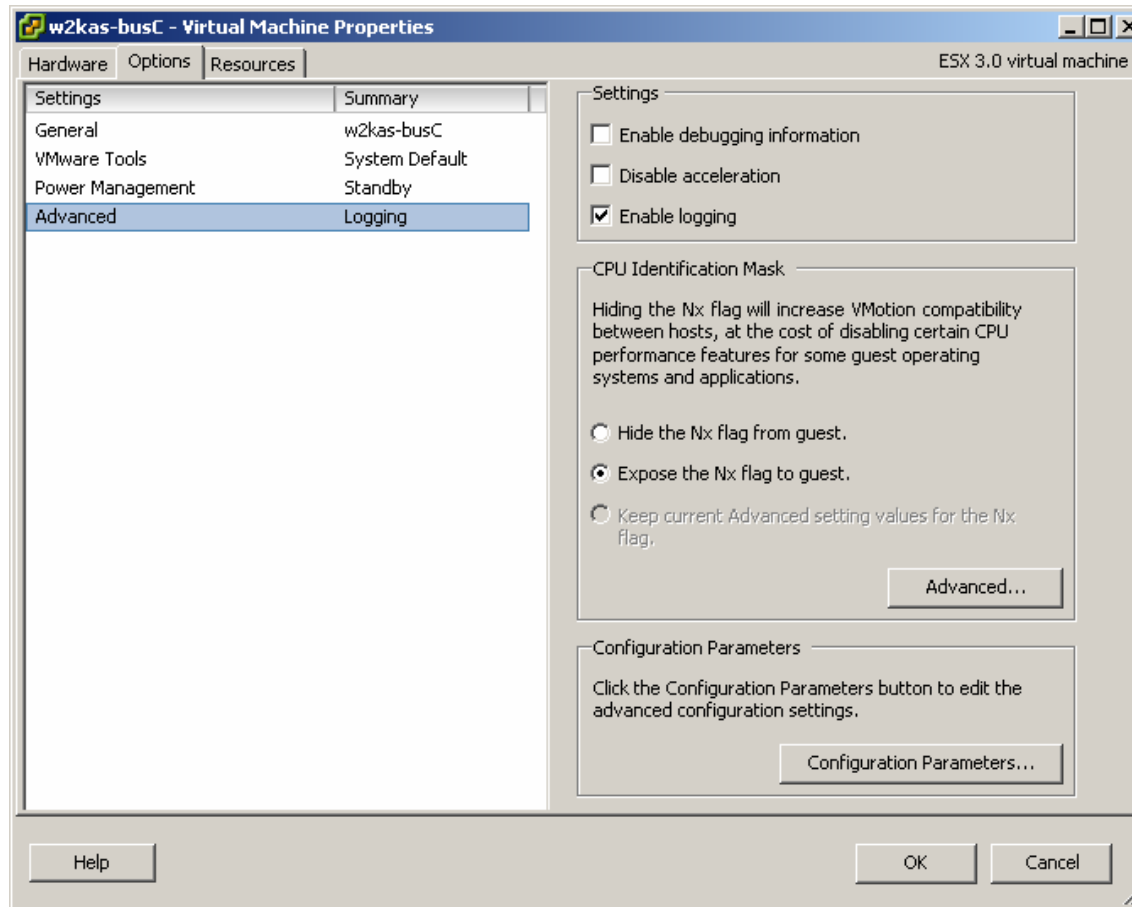 w2kas-busC - Virtual Machine Properties
Hardware Options Resources ESX 3.0 virtual machine
Settings Summary
General w2kas-busC
VMware Tools System Default
Power Management Standby
Advanced Logging
Settings
Enable debugging information
Disable acceleration
Enable logging
CPU Identification Mask
Hiding the Nx flag will increase VMotion compatibility
between hosts, at the cost of disabling certain CPU
performance features for some guest operating
systems and applications.
Hide the Nx flag from guest.
Expose the Nx flag to guest.
Keep current Advanced setting values for the Nx
flag.
Advanced...
Configuration Parameters
Click the Configuration Parameters button to edit the
advanced configuration settings.
Configuration Parameters...
Help OK Cancel